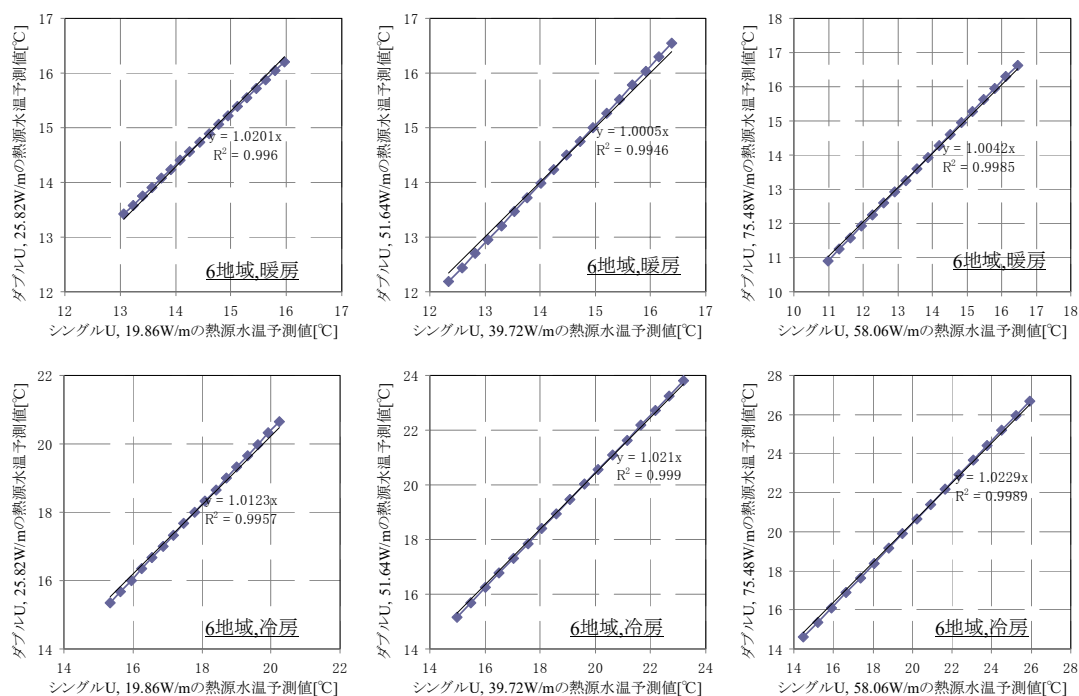 ダブルU, 25.82W/mの熱源水温予測値[℃]
17
16
15
14
13
12
y = 1.0201x
R² = 0.996
6地域,暖房
12 13 14 15 16 17
シングルU, 19.86W/mの熱源水温予測値[℃]
ダブルU, 51.64W/mの熱源水温予測値[℃]
17
16
15
14
13
12
y = 1.0005x
R² = 0.9946
6地域,暖房
12 13 14 15 16 17
シングルU, 39.72W/mの熱源水温予測値[℃]
ダブルU, 75.48W/mの熱源水温予測値[℃]
18
17
16
15
14
13
12
11
10
y = 1.0042x
R² = 0.9985
6地域,暖房
10 11 12 13 14 15 16 17 18
シングルU, 58.06W/mの熱源水温予測値[℃]
ダブルU, 25.82W/mの熱源水温予測値[℃]
22
20
18
16
14
y = 1.0123x
R² = 0.9957
6地域,冷房
14 16 18 20 22
シングルU, 19.86W/mの熱源水温予測値[℃]
ダブルU, 51.64W/mの熱源水温予測値[℃]
24
22
20
18
16
14
y = 1.021x
R² = 0.999
6地域,冷房
14 16 18 20 22 24
シングルU, 39.72W/mの熱源水温予測値[℃]
ダブルU, 75.48W/mの熱源水温予測値[℃]
28
26
24
22
20
18
16
14
y = 1.0229x
R² = 0.9989
6地域,冷房
14 16 18 20 22 24 26 28
シングルU, 58.06W/mの熱源水温予測値[℃]